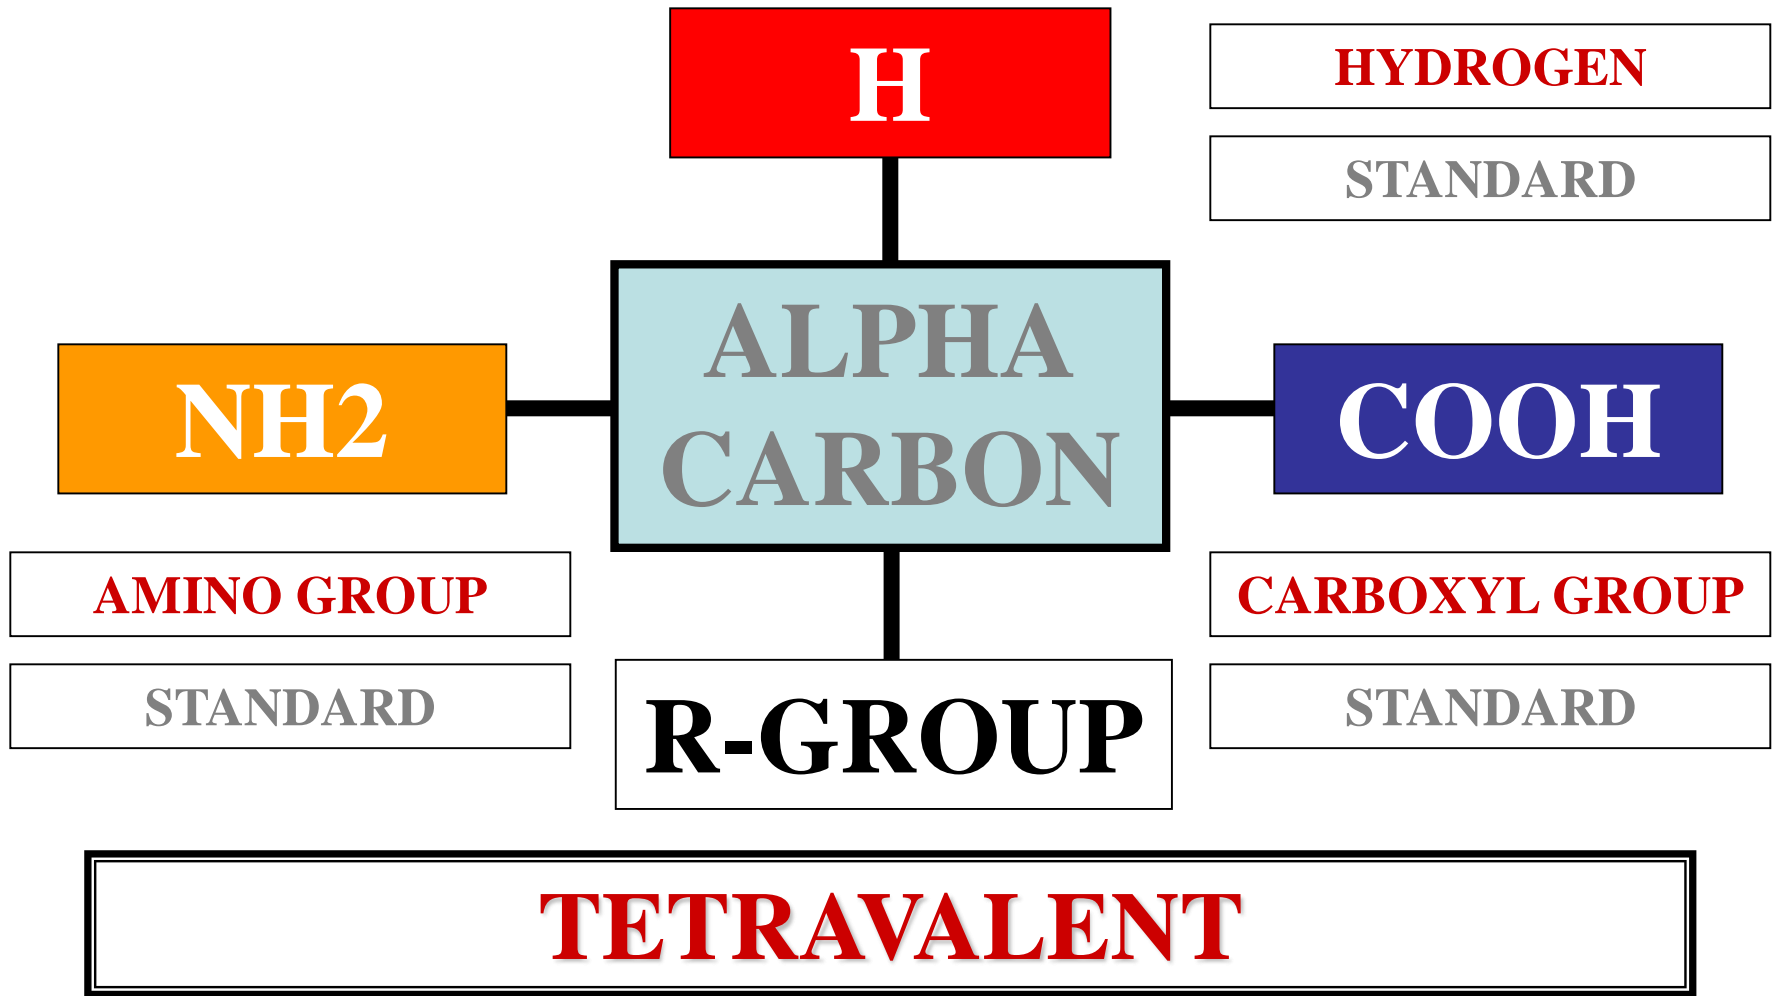 H
HYDROGEN
STANDARD
ALPHA
CARBON
NH2
COOH
AMINO GROUP
STANDARD
CARBOXYL GROUP
STANDARD
R-GROUP
TETRAVALENT